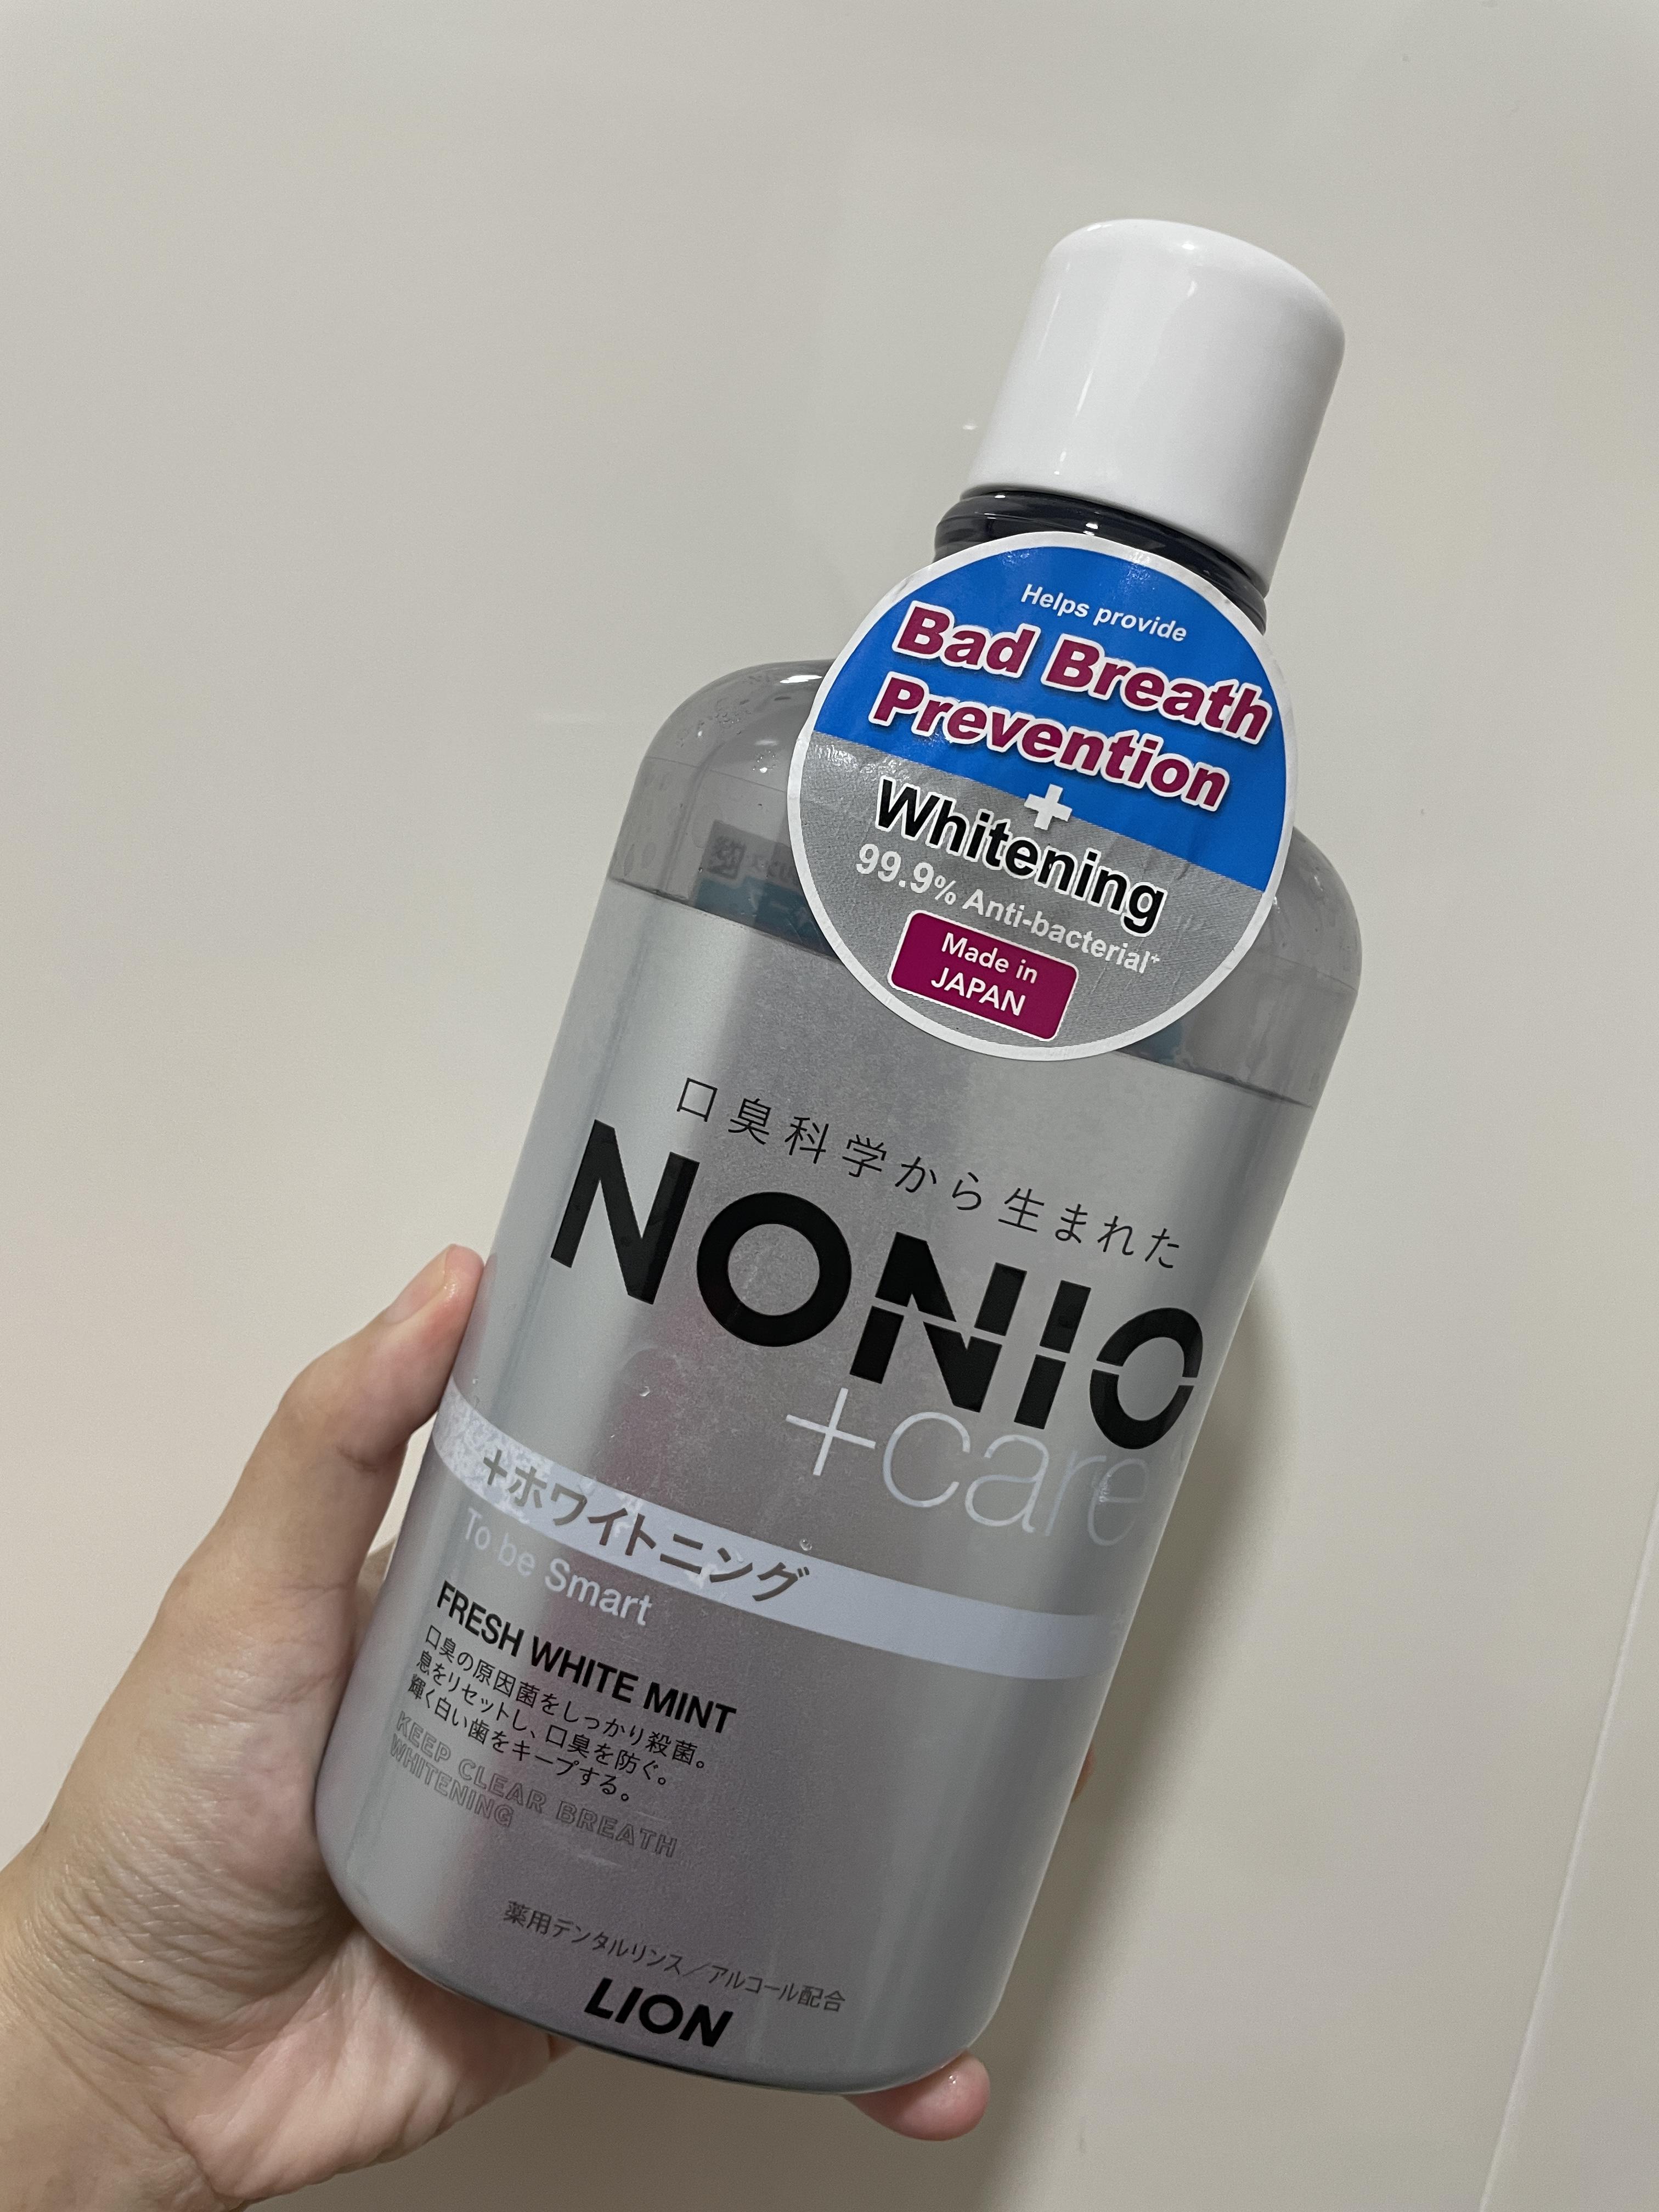 Helps provide
Bad Breath
Prevention
+
Whitening
99.9% Anti-bacterial*
Made in
JAPAN
口臭科学から生まれた
NONIO
+care
+ホワイトニング
To be Smart
FRESH WHITE MINT
口臭の原因菌をしっかり殺菌。
息をリセットし、口臭を防ぐ。
輝く白い歯をキープする。
KEEP CLEAR BREATH
WHITENING
薬用デンタルリンス/アルコール配合
LION